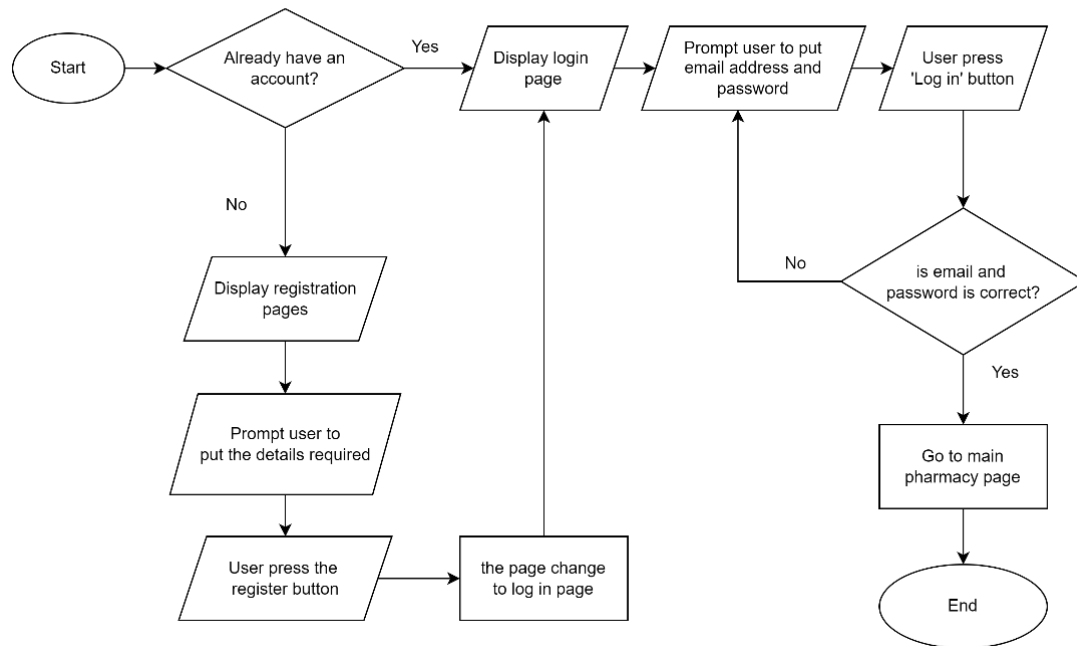 Start
Already have an
account?
Yes
Display login
page
Prompt user to put
email address and
password
User press
'Log in' button
No
is email and
password is correct?
No
Yes
Display registration
pages
Prompt user to
put the details required
Go to main
pharmacy page
User press the
register button
the page change
to log in page
End